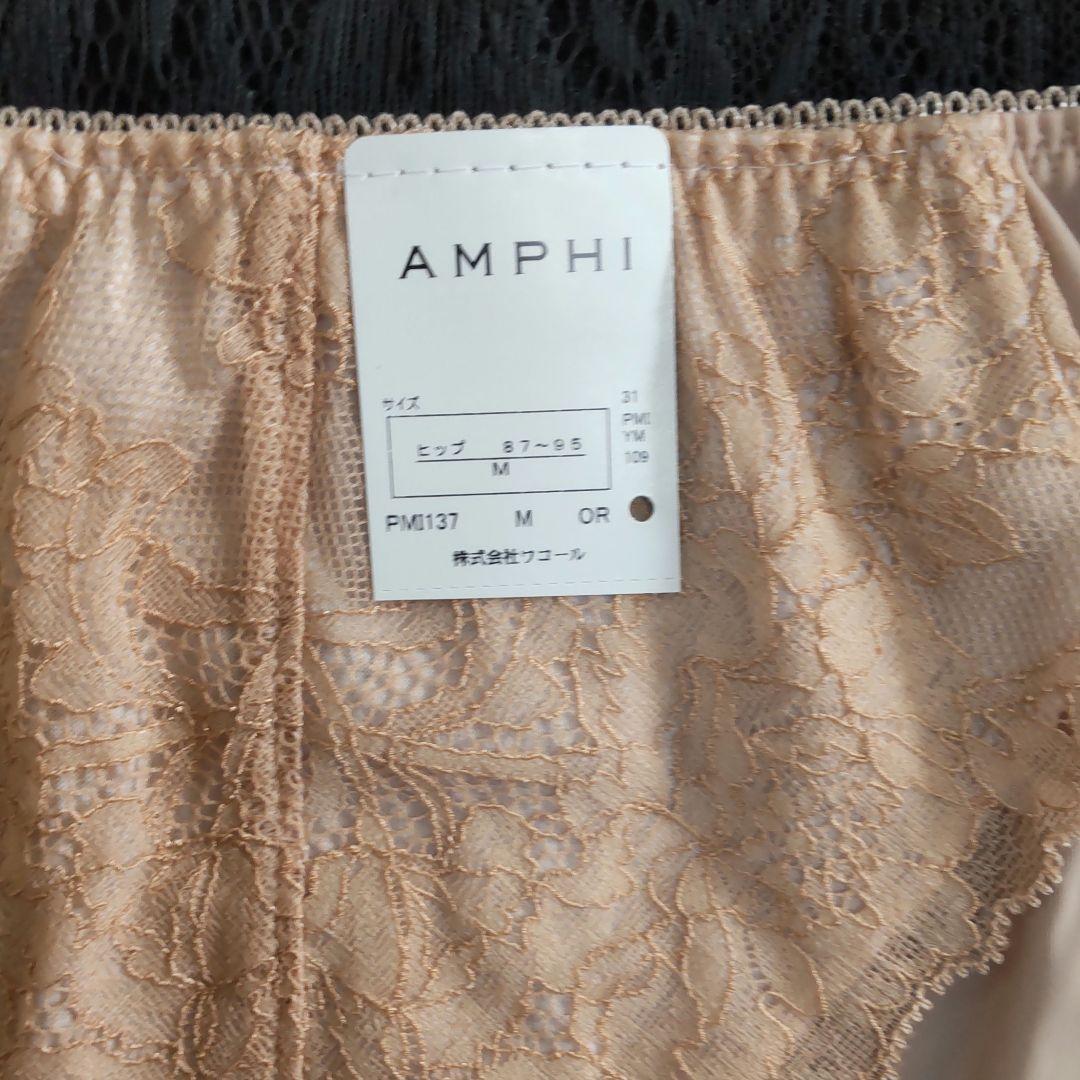 AMPHI
サイズ
ヒップ 87～95
M
31
PMI
YM
109
PMI137 M OR
株式会社ワコール